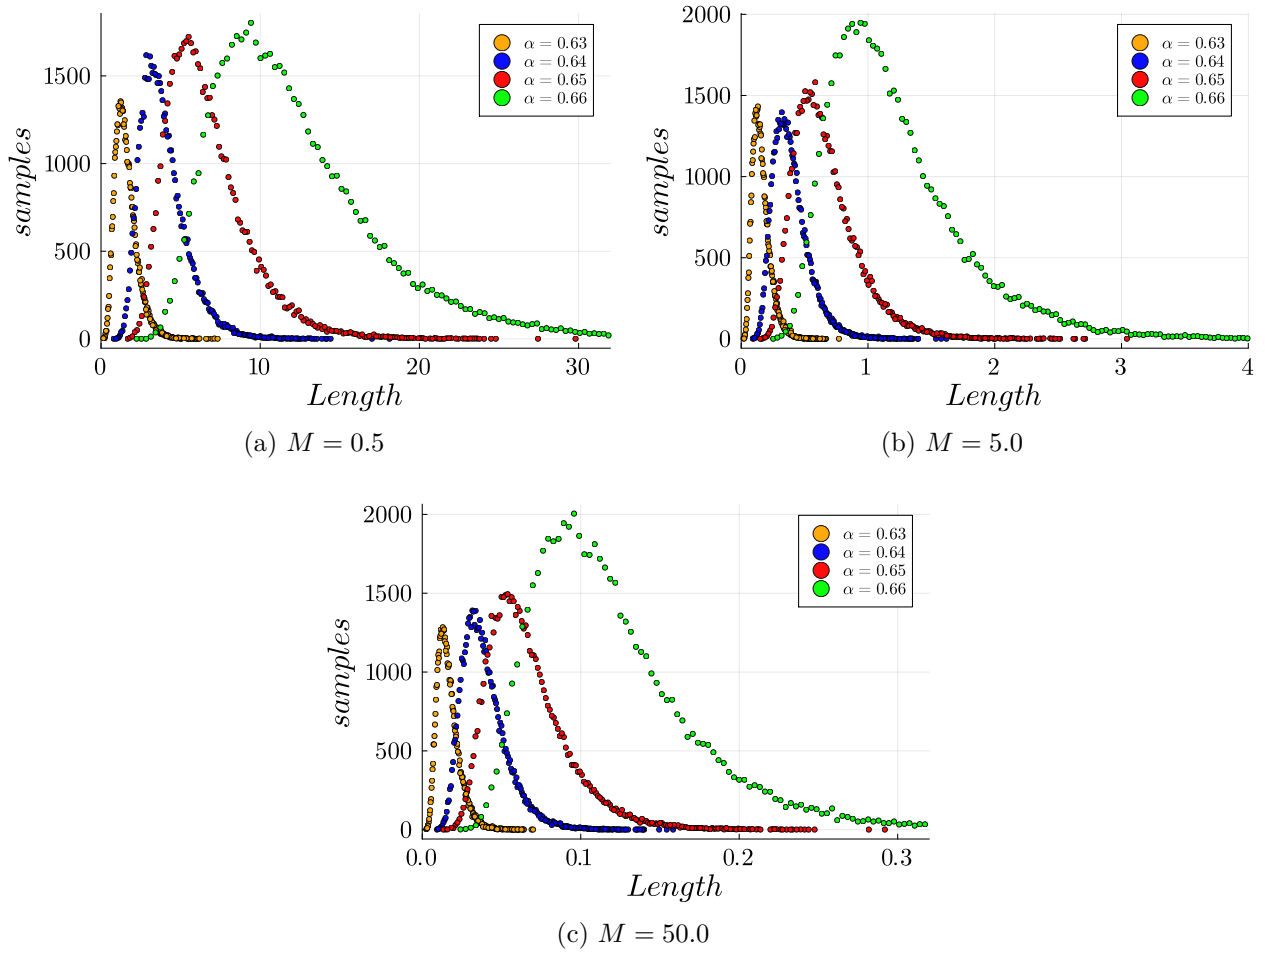 samples
1500
1000
500
0
0
10
20
30
Length
α = 0.63
α = 0.64
α = 0.65
α = 0.66
(a) M = 0.5
samples
2000
1500
1000
500
0
0
1
2
3
4
Length
α = 0.63
α = 0.64
α = 0.65
α = 0.66
(b) M = 5.0
samples
2000
1500
1000
500
0
0.0
0.1
0.2
0.3
Length
α = 0.63
α = 0.64
α = 0.65
α = 0.66
(c) M = 50.0